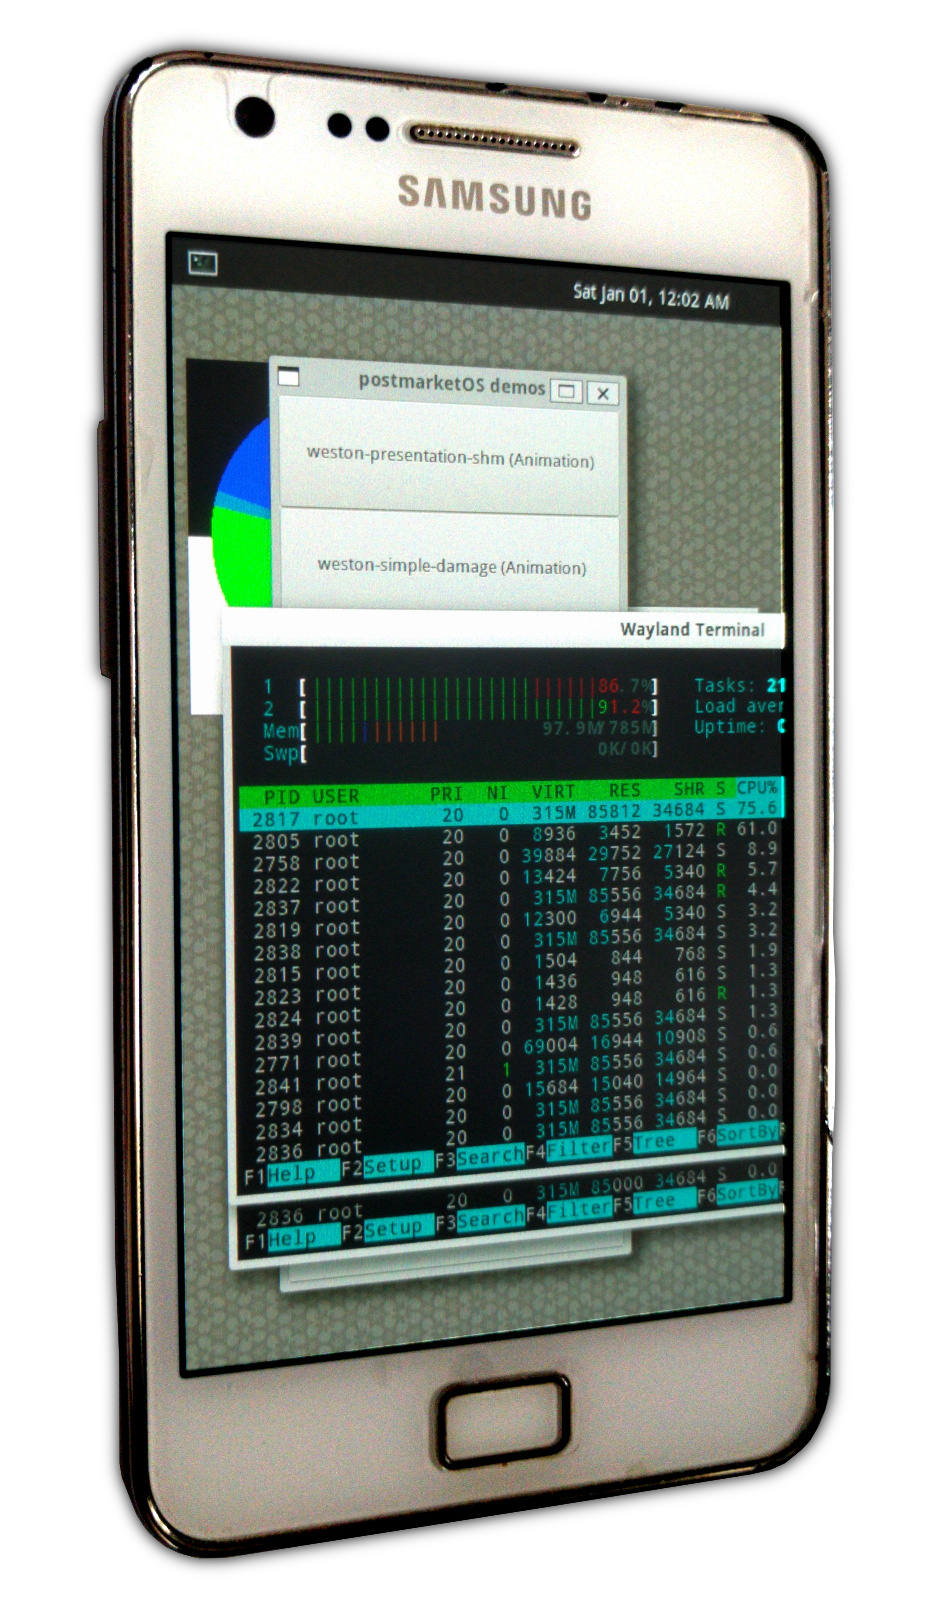 SAMSUNG
Sat Jan 01, 12:02 AM
postmarketOS demos
weston-presentation-shm (Animation)
weston-simple-damage (Animation)
Wayland Terminal
1 [ 86.7%] Tasks: 21
2 [ 91.2%] Load aver
Mem[ 97.9M/785M] Uptime:
Swp[ 0K/0K]
PID USER PRI NI VIRT RES SHR S CPU%
2817 root 20 0 315M 85812 34684 S 75.6
2805 root 20 0 8936 3452 1572 R 61.0
2758 root 20 0 39884 29752 27124 S 8.9
2822 root 20 0 13424 7756 5340 R 5.7
2837 root 20 0 315M 85556 34684 R 4.4
2819 root 20 0 12300 6944 5340 S 3.2
2838 root 20 0 315M 85556 34684 S 3.2
2815 root 20 0 1504 844 768 S 1.9
2823 root 20 0 1436 948 616 S 1.3
2824 root 20 0 1428 948 616 R 1.3
2839 root 20 0 315M 85556 34684 S 1.3
2771 root 20 0 69004 16944 10908 S 0.6
2841 root 21 1 315M 85556 34684 S 0.6
2798 root 20 0 15684 15040 14964 S 0.0
2834 root 20 0 315M 85556 34684 S 0.0
2836 root 20 0 315M 85556 34684 S 0.0
F1Help F2Setup F3SearchF4FilterF5Tree F6SortBy
2836 root 20 0 315M 85000 34684 S 0.0
F1Help F2Setup F3SearchF4FilterF5Tree F6SortBy